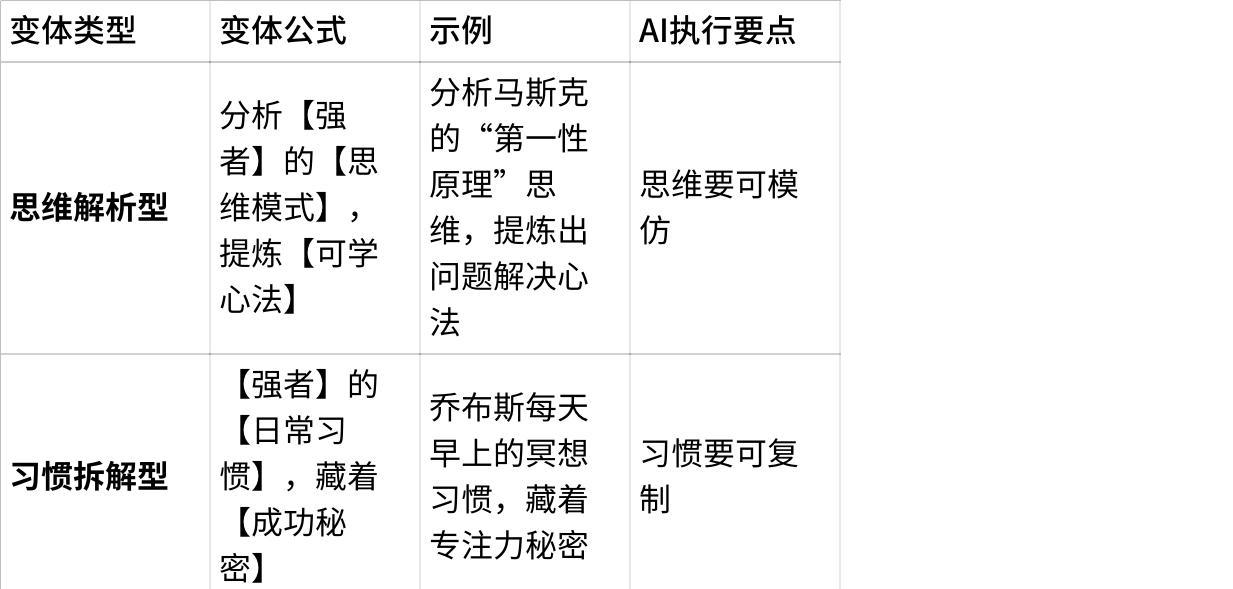 变体类型
变体公式
示例
AI执行要点
思维解析型
分析【强
者】的【思
维模式】，
提炼【可学
心法】
分析马斯克
的“第一性
原理”思
维，提炼出
问题解决心
法
思维要可模
仿
习惯拆解型
【强者】的
【日常习
惯】，藏着
【成功秘
密】
乔布斯每天
早上的冥想
习惯，藏着
专注力秘密
习惯要可复
制